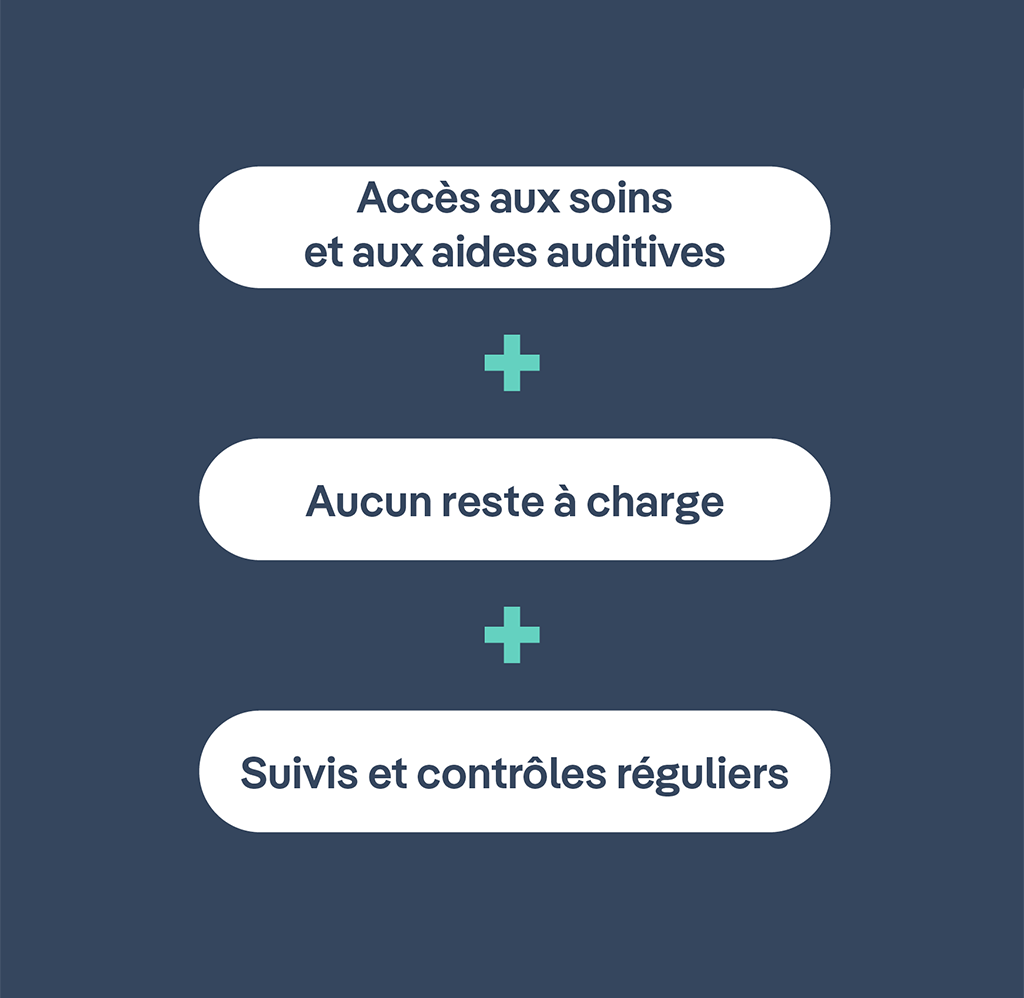 Accès aux soins
et aux aides auditives
Aucun reste à charge
Suivis et contrôles réguliers